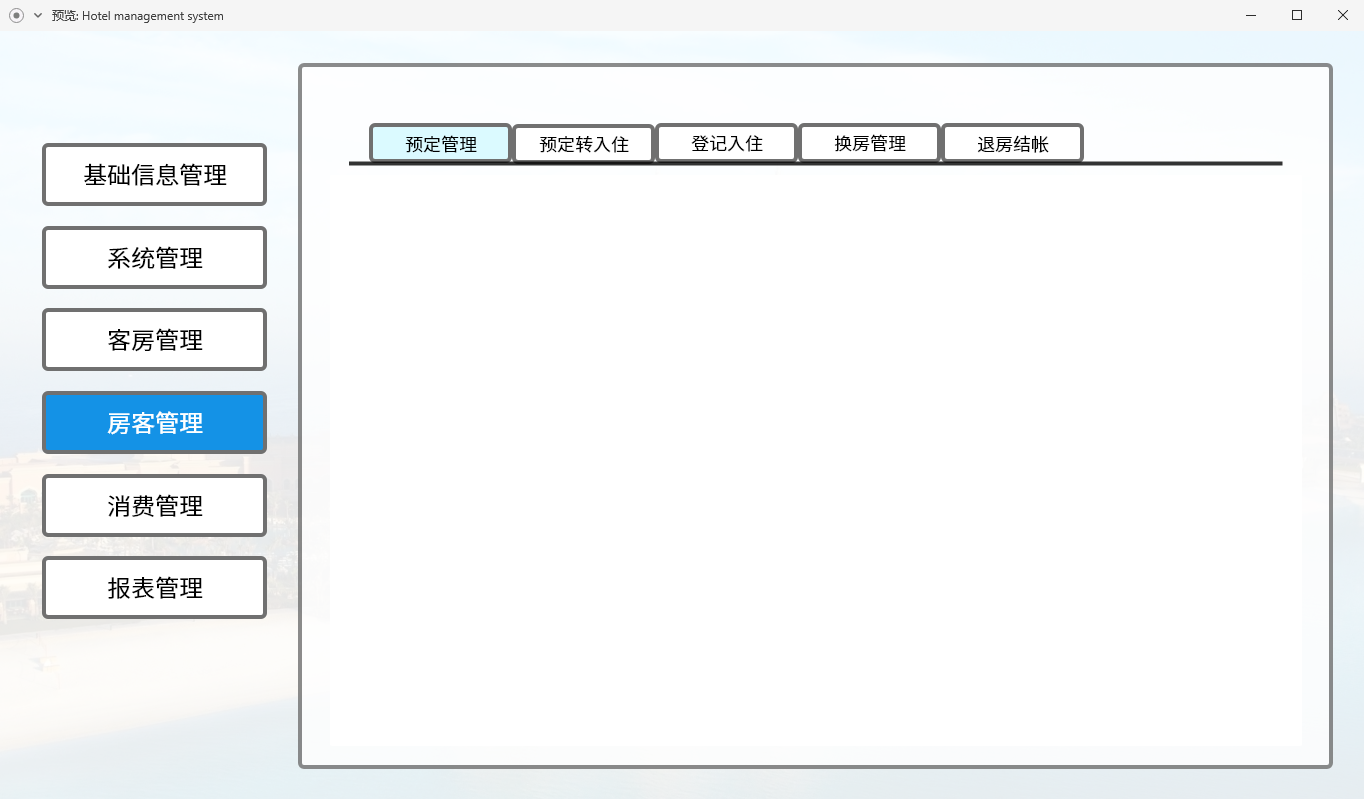 预览: Hotel management system
基础信息管理
系统管理
客房管理
房客管理
消费管理
报表管理
预定管理
预定转入住
登记入住
换房管理
退房结帐